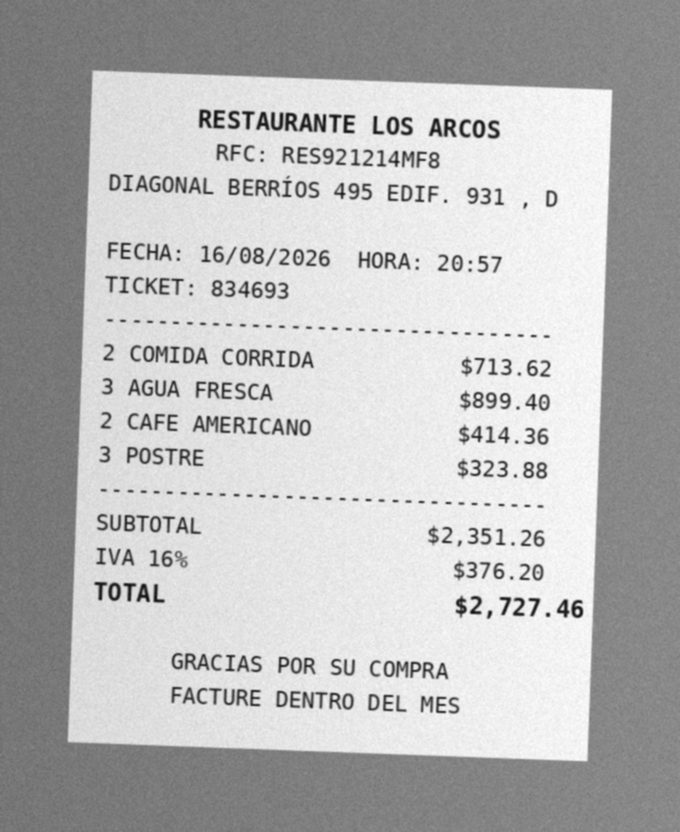 RESTAURANTE LOS ARCOS
RFC: RES921214MF8
DIAGONAL BERRÍOS 495 EDIF. 931 , D
FECHA: 16/08/2026 HORA: 20:57
TICKET: 834693
----------------------------------
2 COMIDA CORRIDA $713.62
3 AGUA FRESCA $899.40
2 CAFE AMERICANO $414.36
3 POSTRE $323.88
----------------------------------
SUBTOTAL $2,351.26
IVA 16% $376.20
TOTAL $2,727.46
GRACIAS POR SU COMPRA
FACTURE DENTRO DEL MES